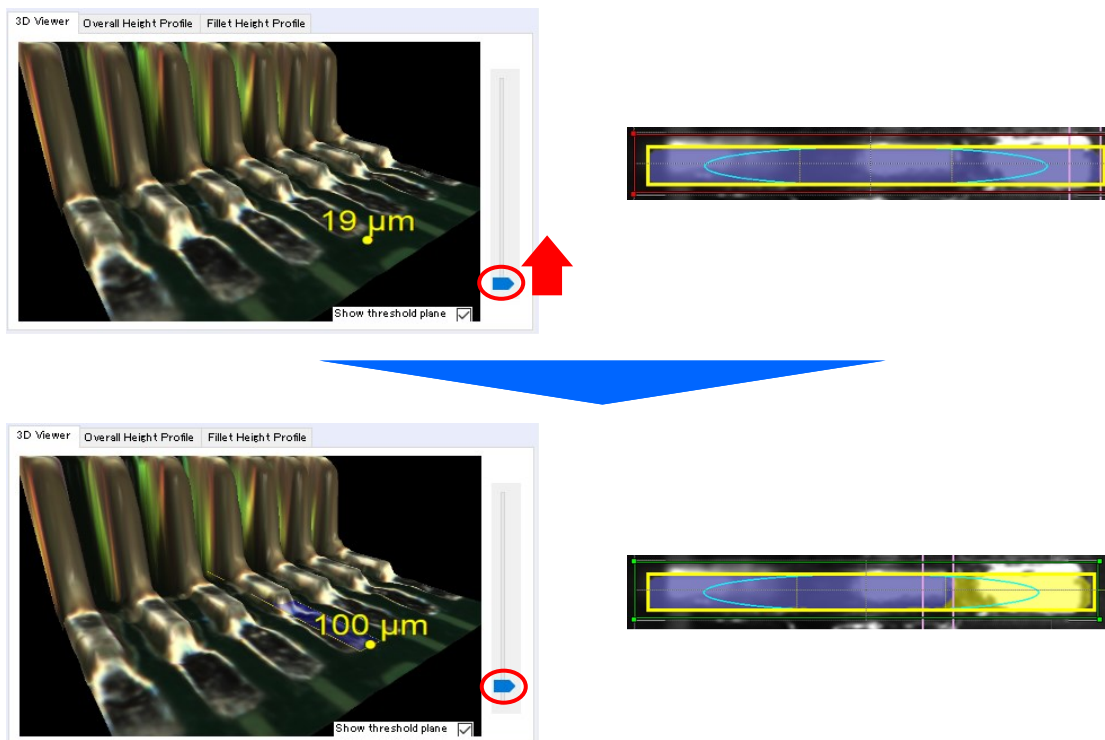 3D Viewer Overall Height Profile Fillet Height Profile
19 µm
Show threshold plane
3D Viewer Overall Height Profile Fillet Height Profile
100 µm
Show threshold plane